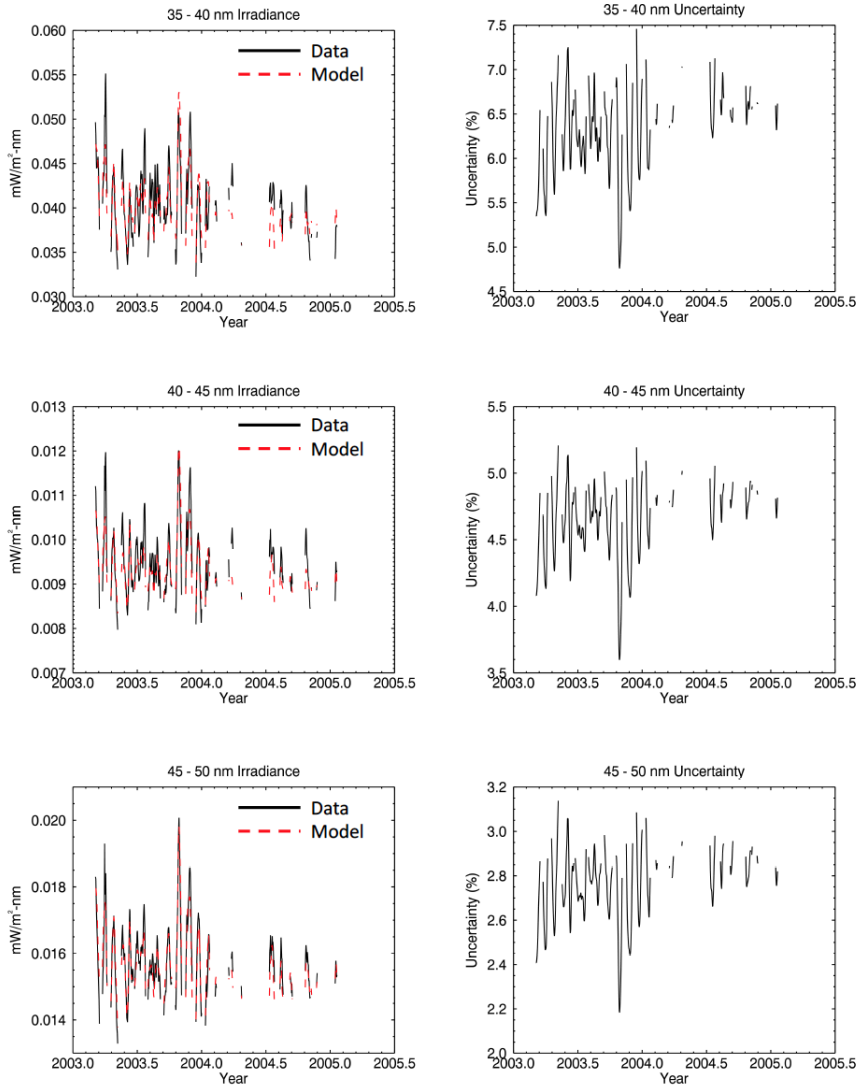 35 - 40 nm Irradiance
0.060
0.055
0.050
0.045
0.040
0.035
0.030
mW/m²-nm
Data
Model
2003.0 2003.5 2004.0 2004.5 2005.0 2005.5
Year
35 - 40 nm Uncertainty
7.5
7.0
6.5
6.0
5.5
5.0
4.5
Uncertainty (%)
2003.0 2003.5 2004.0 2004.5 2005.0 2005.5
Year
40 - 45 nm Irradiance
0.013
0.012
0.011
0.010
0.009
0.008
0.007
mW/m²-nm
Data
Model
2003.0 2003.5 2004.0 2004.5 2005.0 2005.5
Year
40 - 45 nm Uncertainty
5.5
5.0
4.5
4.0
3.5
Uncertainty (%)
2003.0 2003.5 2004.0 2004.5 2005.0 2005.5
Year
45 - 50 nm Irradiance
0.020
0.018
0.016
0.014
mW/m²-nm
Data
Model
2003.0 2003.5 2004.0 2004.5 2005.0 2005.5
Year
45 - 50 nm Uncertainty
3.2
3.0
2.8
2.6
2.4
2.2
2.0
Uncertainty (%)
2003.0 2003.5 2004.0 2004.5 2005.0 2005.5
Year